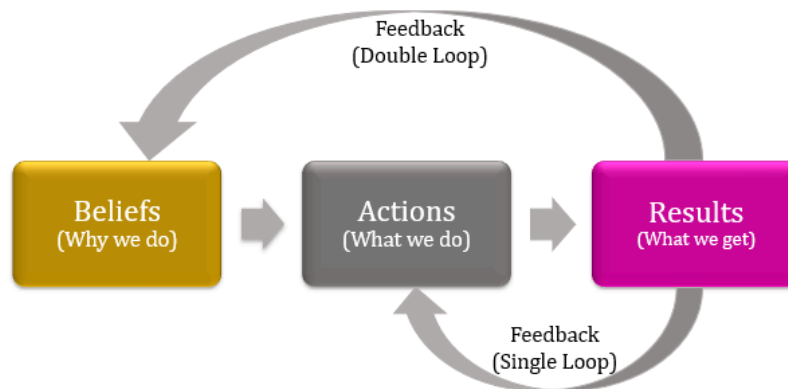 Feedback
(Double Loop)
Beliefs
(Why we do)
Actions
(What we do)
Results
(What we get)
Feedback
(Single Loop)